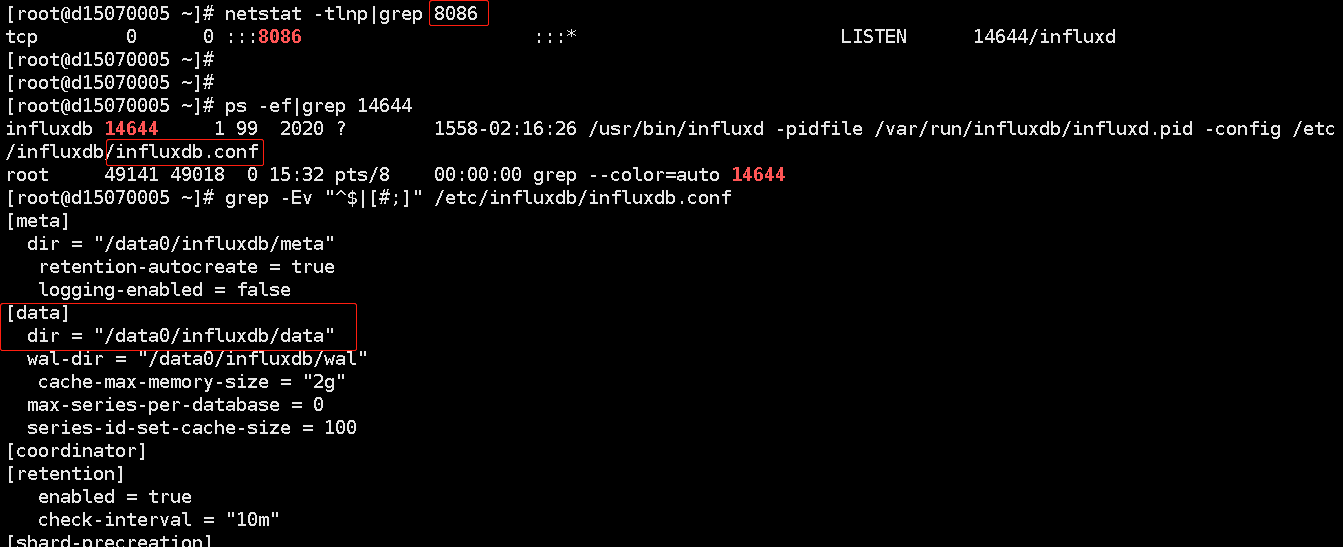 [root@d15070005 ~]# netstat -tlnp|grep 8086
tcp        0      0 :::8086                     :::*                        LISTEN      14644/influxd
[root@d15070005 ~]#
[root@d15070005 ~]#
[root@d15070005 ~]# ps -ef|grep 14644
influxdb 14644     1 99  2020 ?        1558-02:16:26 /usr/bin/influxd -pidfile /var/run/influxdb/influxd.pid -config /etc
/influxdb/influxdb.conf
root     49141 49018  0 15:32 pts/8    00:00:00 grep --color=auto 14644
[root@d15070005 ~]# grep -Ev "^$|[#;]" /etc/influxdb/influxdb.conf
[meta]
  dir = "/data0/influxdb/meta"
   retention-autocreate = true
   logging-enabled = false
[data]
  dir = "/data0/influxdb/data"
  wal-dir = "/data0/influxdb/wal"
   cache-max-memory-size = "2g"
  max-series-per-database = 0
  series-id-set-cache-size = 100
[coordinator]
[retention]
   enabled = true
   check-interval = "10m"
[shard-precreation]